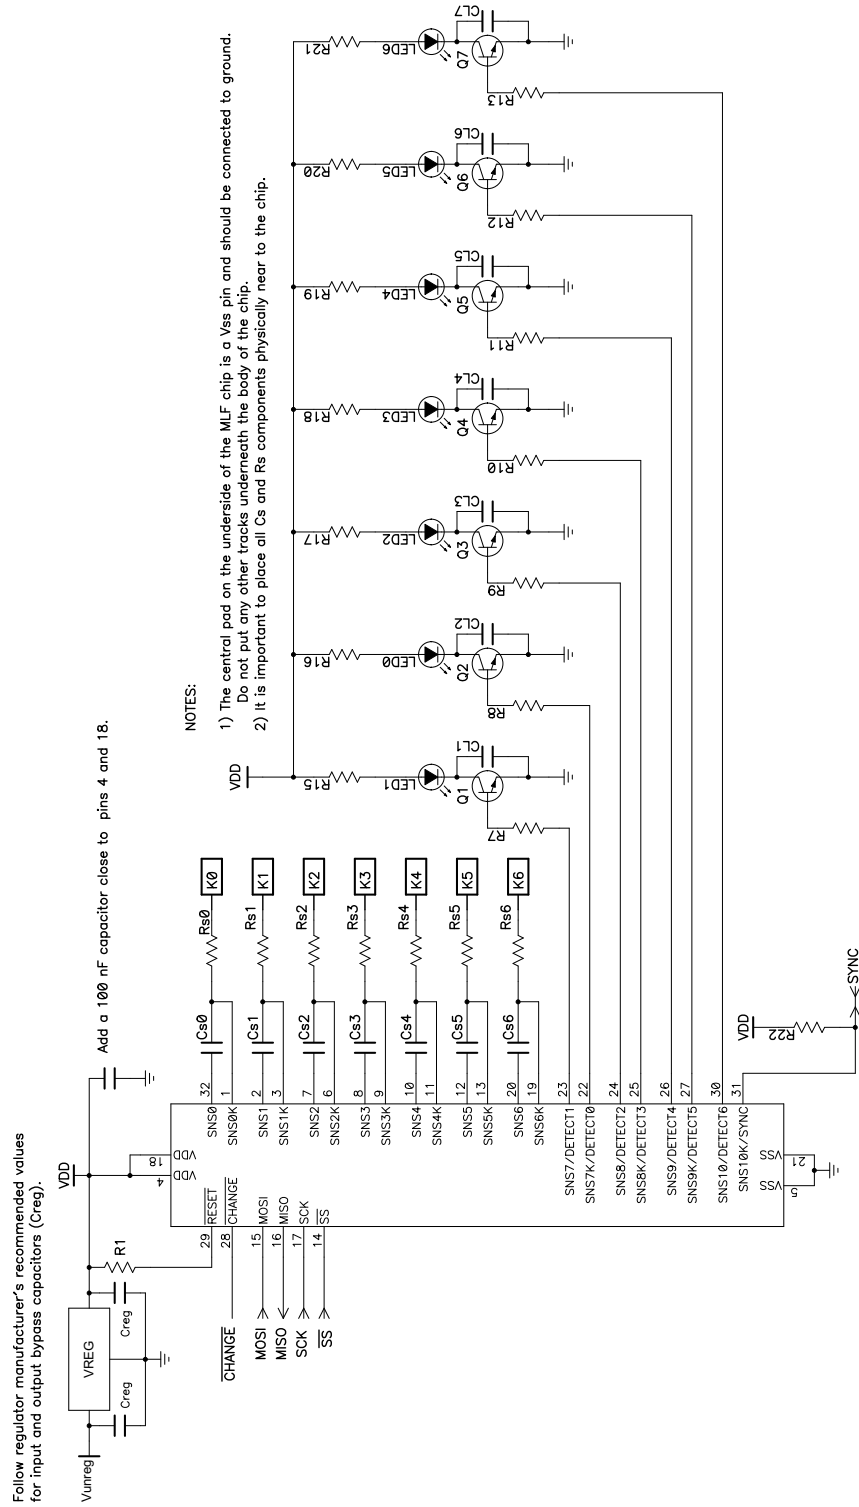 Follow regulator manufacturer's recommended values
for input and output bypass capacitors (Creg).
Vunreg
VREG
Creg
Creg
VDD
R1
Add a 100 nF capacitor close to pins 4 and 18.
NOTES:
1) The central pad on the underside of the MLF chip is a Vss pin and should be connected to ground.
Do not put any other tracks underneath the body of the chip.
2) It is important to place all Cs and Rs components physically near to the chip.
4 VDD
18 VDD
CHANGE
MOSI
MISO
SCK
SS
29 RESET
28 CHANGE
15 MOSI
16 MISO
17 SCK
14 SS
5 VSS
21 VSS
SNS0 32
SNS0K 1
SNS1 2
SNS1K 3
SNS2 7
SNS2K 6
SNS3 8
SNS3K 9
SNS4 10
SNS4K 11
SNS5 12
SNS5K 13
SNS6 20
SNS6K 19
SNS7/DETECT1 23
SNS7K/DETECT0 22
SNS8/DETECT2 24
SNS8K/DETECT3 25
SNS9/DETECT4 26
SNS9K/DETECT5 27
SNS10/DETECT6 30
SNS10K/SYNC 31
Cs0 Rs0 K0
Cs1 Rs1 K1
Cs2 Rs2 K2
Cs3 Rs3 K3
Cs4 Rs4 K4
Cs5 Rs5 K5
Cs6 Rs6 K6
VDD
R22
SYNC
VDD
R15 LED1 Q1 CL1 R7
R16 LED0 Q2 CL2 R8
R17 LED2 Q3 CL3 R9
R18 LED3 Q4 CL4 R10
R19 LED4 Q5 CL5 R11
R20 LED5 Q6 CL6 R12
R21 LED6 Q7 CL7 R13